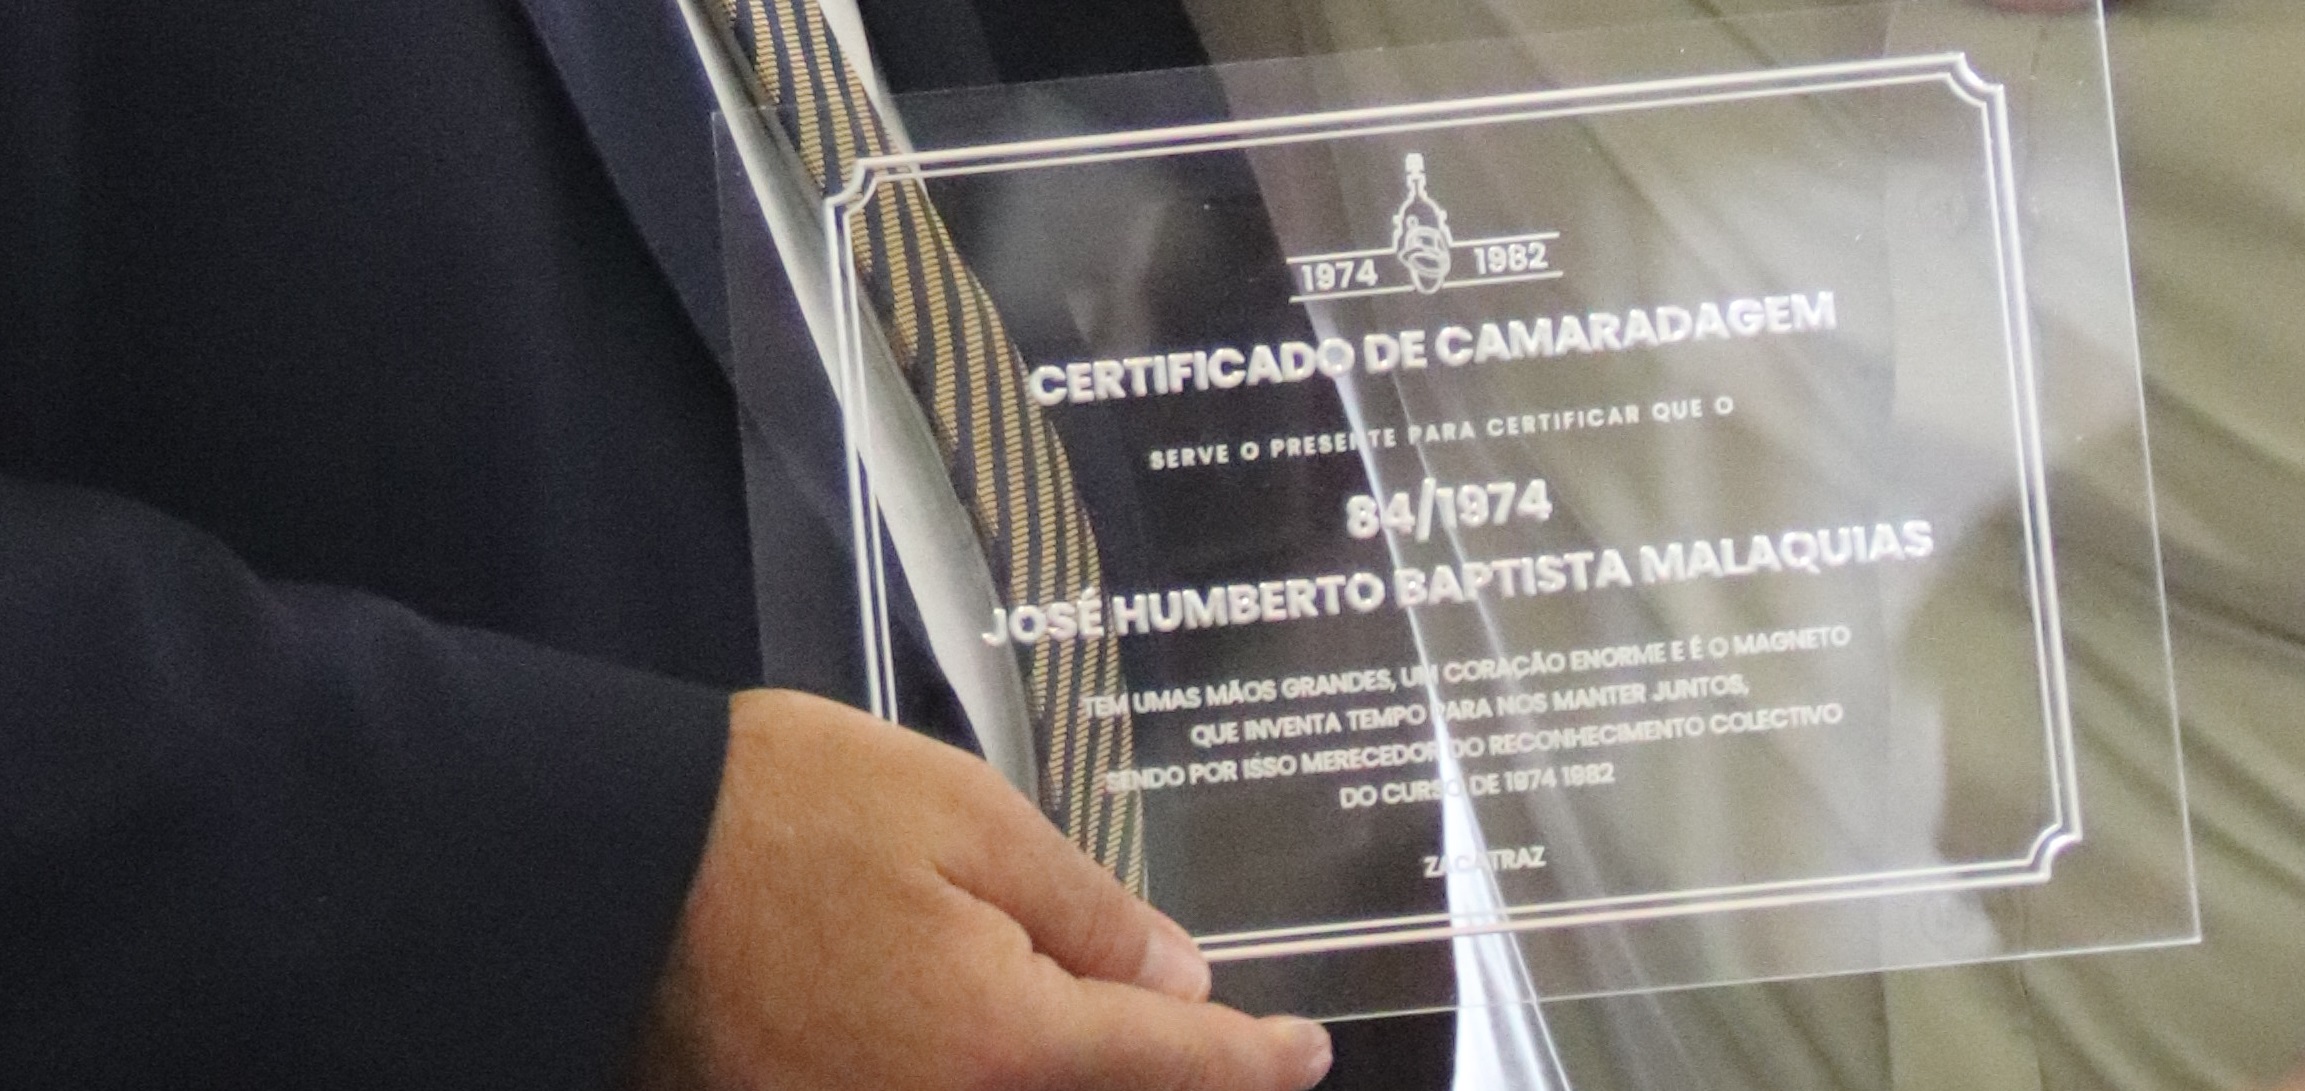 1974 1982
CERTIFICADO DE CAMARADAGEM
SERVE O PRESENTE PARA CERTIFICAR QUE O
84/1974
JOSÉ HUMBERTO BAPTISTA MALAQUIAS
TEM UMAS MÃOS GRANDES, UM CORAÇÃO ENORME E É O MAGNETO
QUE INVENTA TEMPO PARA NOS MANTER JUNTOS,
SENDO POR ISSO MERECEDOR DO RECONHECIMENTO COLECTIVO
DO CURSO DE 1974 1982
ZACATRAZ